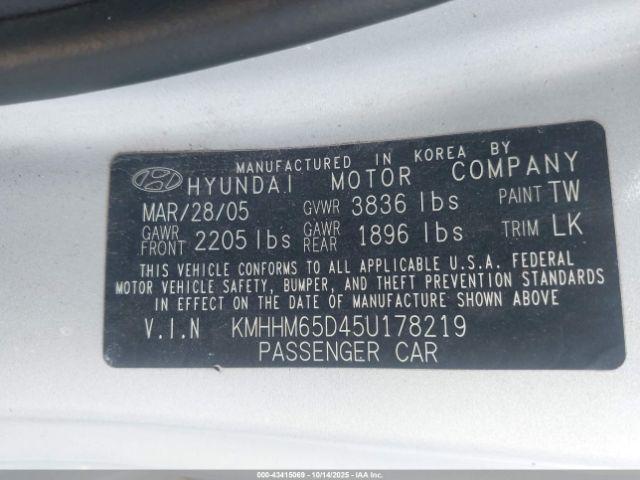 MANUFACTURED IN KOREA BY
HYUNDAI MOTOR COMPANY
MAR/28/05 GVWR 3836 lbs PAINT TW
GAWR FRONT 2205 lbs GAWR REAR 1896 lbs TRIM LK
THIS VEHICLE CONFORMS TO ALL APPLICABLE U.S.A. FEDERAL
MOTOR VEHICLE SAFETY, BUMPER, AND THEFT PREVENTION STANDARDS
IN EFFECT ON THE DATE OF MANUFACTURE SHOWN ABOVE
V.I.N KMHHM65D45U178219
PASSENGER CAR
000-43415069 - 10/14/2025 - IAAI.COM